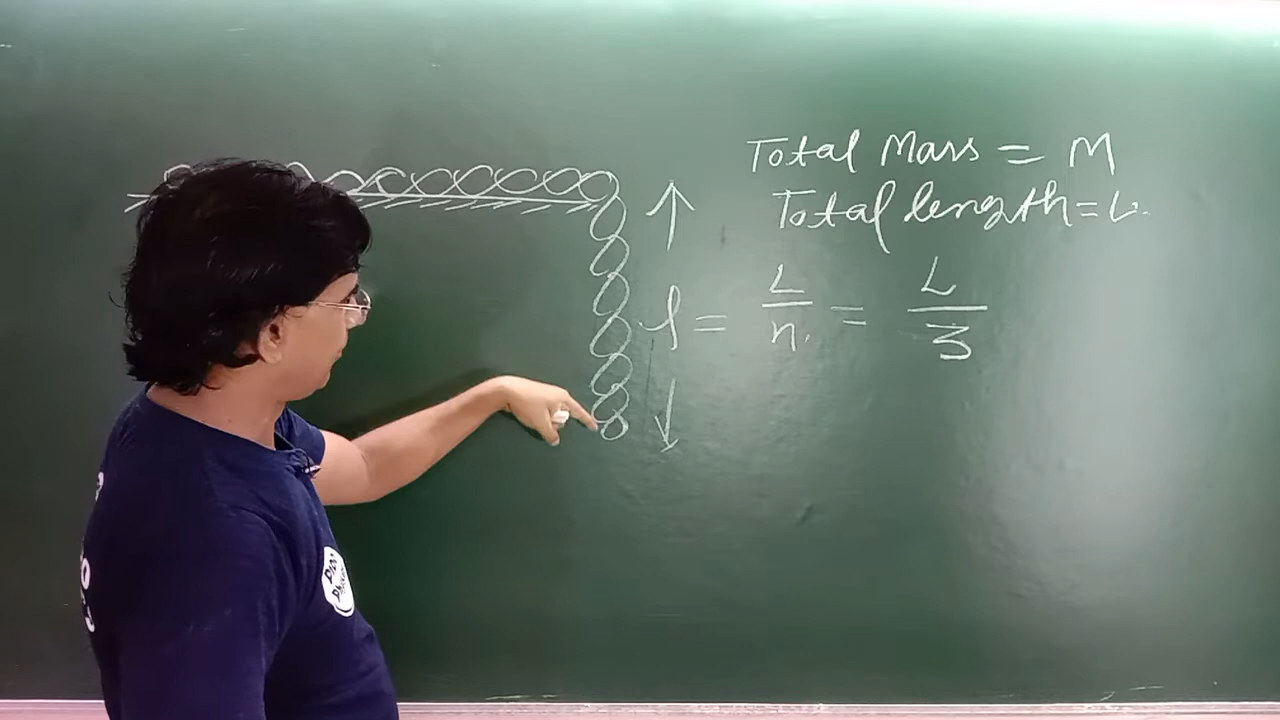 Total Mass = M
Total length = L.
l = L/n. = L/3